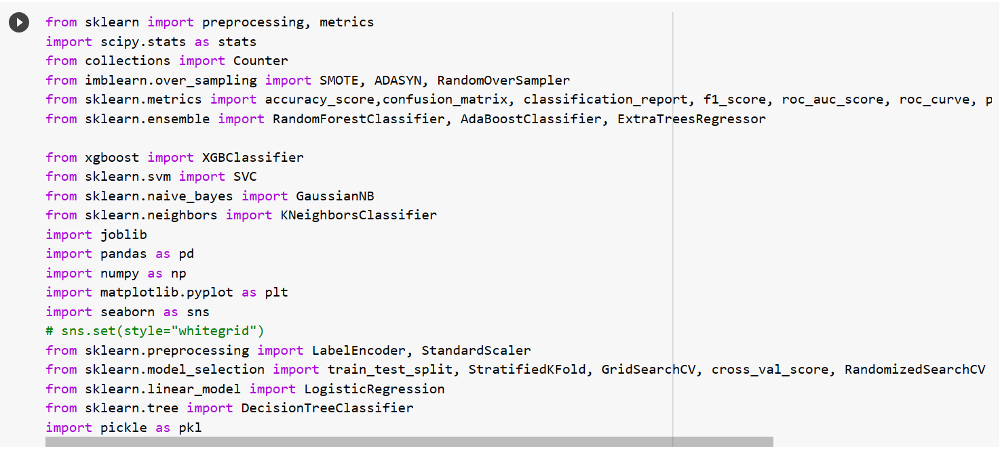 from sklearn import preprocessing, metrics
import scipy.stats as stats
from collections import Counter
from imblearn.over_sampling import SMOTE, ADASYN, RandomOverSampler
from sklearn.metrics import accuracy_score,confusion_matrix, classification_report, f1_score, roc_auc_score, roc_curve, p
from sklearn.ensemble import RandomForestClassifier, AdaBoostClassifier, ExtraTreesRegressor

from xgboost import XGBClassifier
from sklearn.svm import SVC
from sklearn.naive_bayes import GaussianNB
from sklearn.neighbors import KNeighborsClassifier
import joblib
import pandas as pd
import numpy as np
import matplotlib.pyplot as plt
import seaborn as sns
# sns.set(style="whitegrid")
from sklearn.preprocessing import LabelEncoder, StandardScaler
from sklearn.model_selection import train_test_split, StratifiedKFold, GridSearchCV, cross_val_score, RandomizedSearchCV
from sklearn.linear_model import LogisticRegression
from sklearn.tree import DecisionTreeClassifier
import pickle as pkl